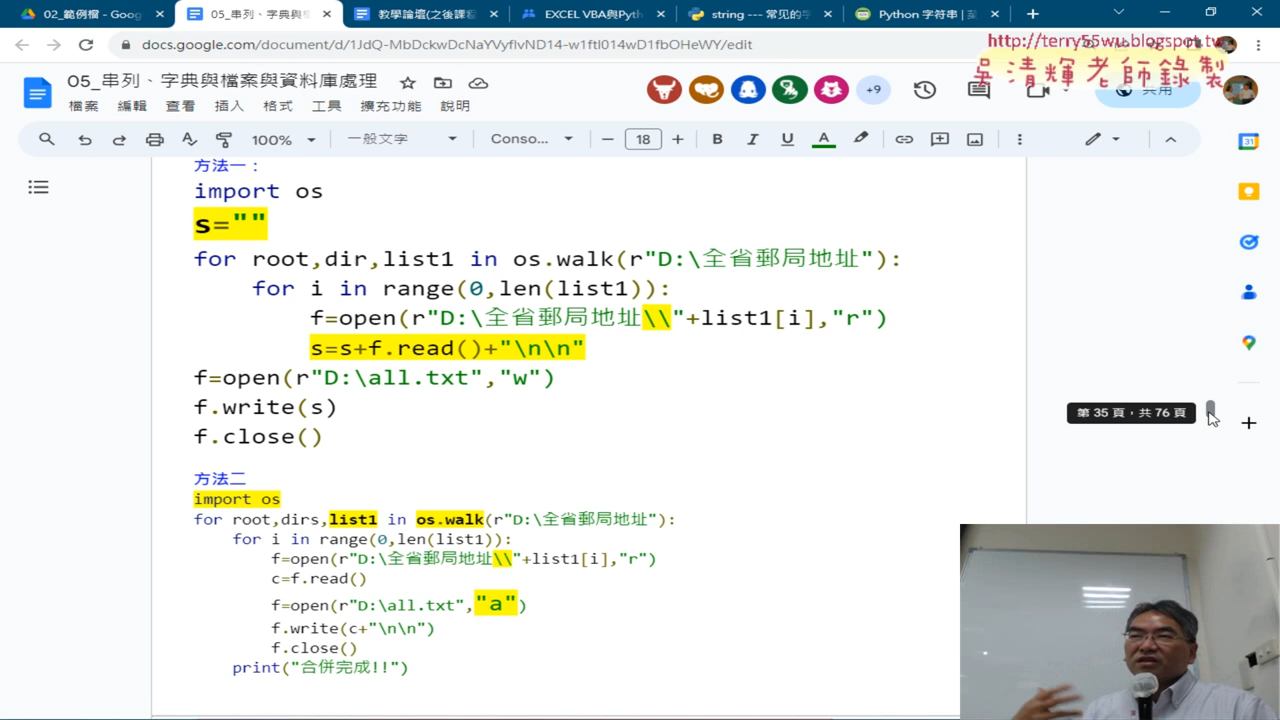 02_範例檔 - Goog
05_串列、字典與檔
教學論壇(之後課
EXCEL VBA與Pyth
string --- 常见的字
Python 字符串 | 菜
docs.google.com/document/d/1JdQ-MbDckwDcNaYVyflvND14-w1ftl014wD1fbOHeWY/edit
http://terry55wu.blogspot.tw
吳清輝老師錄製
05_串列、字典與檔案與資料庫處理
+9
共用
檔案 編輯 查看 插入 格式 工具 擴充功能 說明
100% 一般文字 Conso... 18 B I U A
31
方法一：
import os
s=""
for root,dir,list1 in os.walk(r"D:\全省郵局地址"):
for i in range(0,len(list1)):
f=open(r"D:\全省郵局地址\\"+list1[i],"r")
s=s+f.read()+"\n\n"
f=open(r"D:\all.txt","w")
f.write(s)
f.close()
第 35 頁，共 76 頁
方法二
import os
for root,dirs,list1 in os.walk(r"D:\全省郵局地址"):
for i in range(0,len(list1)):
f=open(r"D:\全省郵局地址\\"+list1[i],"r")
c=f.read()
f=open(r"D:\all.txt","a")
f.write(c+"\n\n")
f.close()
print("合併完成!!")